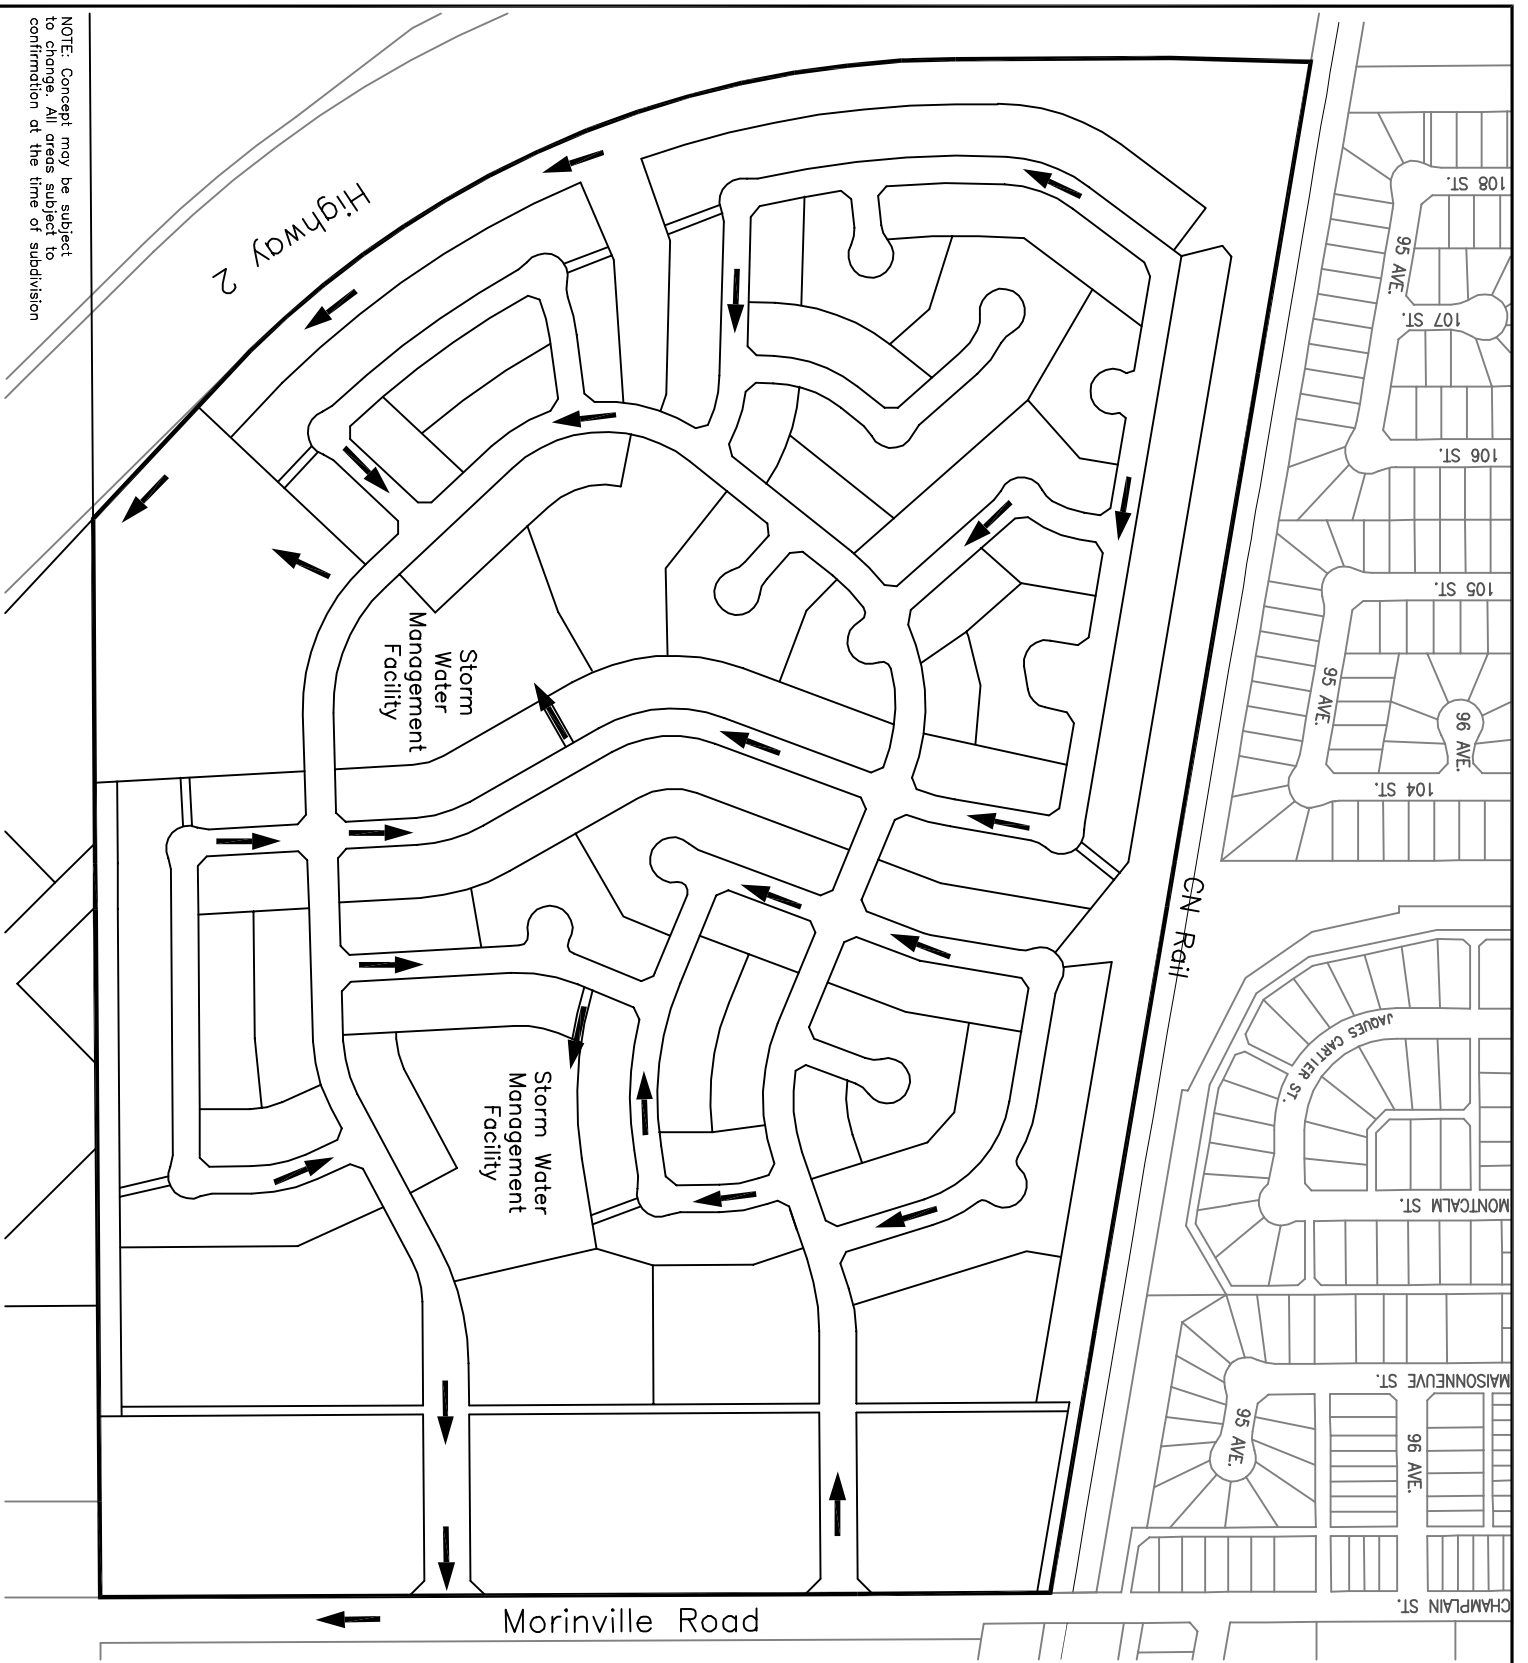 NOTE: Concept may be subject
to change. All areas subject to
confirmation at the time of subdivision
Highway 2
Storm
Water
Management
Facility
Storm Water
Management
Facility
CN Rail
Morinville Road
108 ST.
95 AVE.
107 ST.
106 ST.
105 ST.
95 AVE.
96 AVE.
104 ST.
JAQUES CARTIER ST.
MONTCALM ST.
MAISONNEUVE ST.
95 AVE.
96 AVE.
CHAMPLAIN ST.